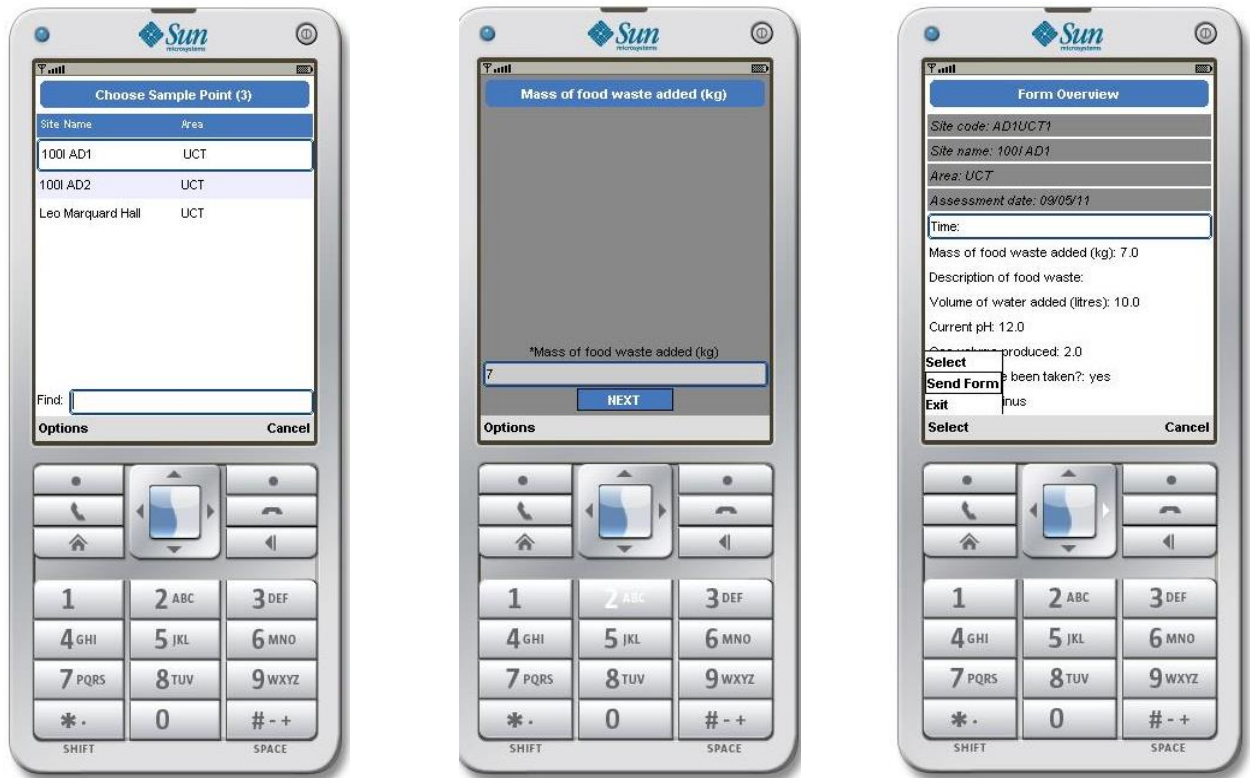 Sun
microsystems
Choose Sample Point (3)
Site Name Area
100l AD1 UCT
100l AD2 UCT
Leo Marquard Hall UCT
Find:
Options Cancel
1 2 ABC 3 DEF
4 GHI 5 JKL 6 MNO
7 PQRS 8 TUV 9 WXYZ
* . 0 # - +
SHIFT SPACE
Sun
microsystems
Mass of food waste added (kg)
*Mass of food waste added (kg)
7
NEXT
Options
1 2 ABC 3 DEF
4 GHI 5 JKL 6 MNO
7 PQRS 8 TUV 9 WXYZ
* . 0 # - +
SHIFT SPACE
Sun
microsystems
Form Overview
Site code: AD1UCT1
Site name: 100l AD1
Area: UCT
Assessment date: 09/05/11
Time:
Mass of food waste added (kg): 7.0
Description of food waste:
Volume of water added (litres): 10.0
Current pH: 12.0
produced: 2.0
Select
been taken?: yes
Send Form
Exit
Select Cancel
1 2 ABC 3 DEF
4 GHI 5 JKL 6 MNO
7 PQRS 8 TUV 9 WXYZ
* . 0 # - +
SHIFT SPACE